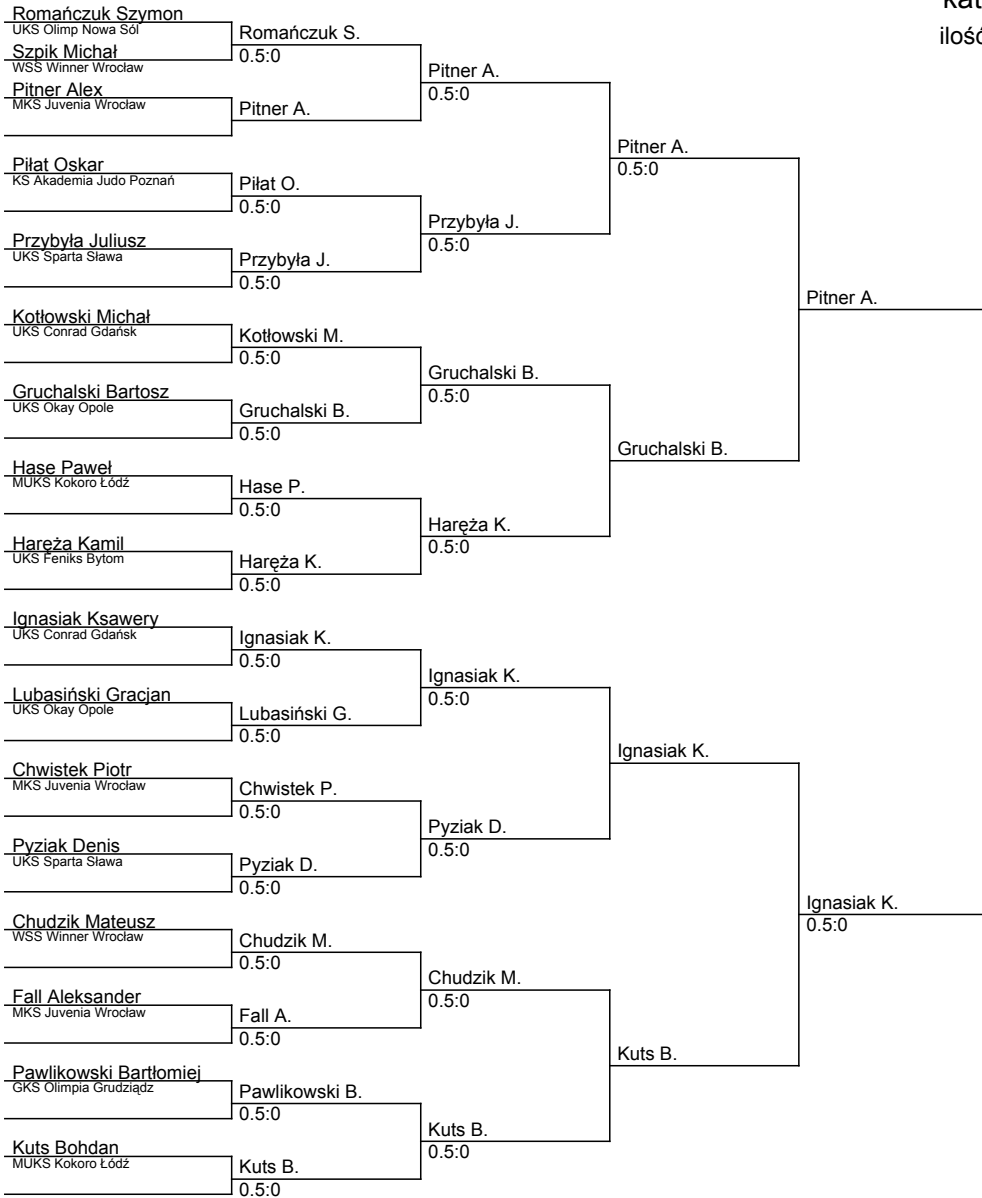 Romańczuk Szymon
UKS Olimp Nowa Sól
Szpik Michał
WSS Winner Wrocław
Pitner Alex
MKS Juvenia Wrocław
Piłat Oskar
KS Akademia Judo Poznań
Przybyła Juliusz
UKS Sparta Sława
Kotłowski Michał
UKS Conrad Gdańsk
Gruchalski Bartosz
UKS Okay Opole
Hase Paweł
MUKS Kokoro Łódź
Haręża Kamil
UKS Feniks Bytom
Ignasiak Ksawery
UKS Conrad Gdańsk
Lubasiński Gracjan
UKS Okay Opole
Chwistek Piotr
MKS Juvenia Wrocław
Pyziak Denis
UKS Sparta Sława
Chudzik Mateusz
WSS Winner Wrocław
Fall Aleksander
MKS Juvenia Wrocław
Pawlikowski Bartłomiej
GKS Olimpia Grudziądz
Kuts Bohdan
MUKS Kokoro Łódź
Romańczuk S.
0.5:0
Pitner A.
Piłat O.
0.5:0
Przybyła J.
0.5:0
Kotłowski M.
0.5:0
Gruchalski B.
0.5:0
Hase P.
0.5:0
Haręża K.
0.5:0
Ignasiak K.
0.5:0
Lubasiński G.
0.5:0
Chwistek P.
0.5:0
Pyziak D.
0.5:0
Chudzik M.
0.5:0
Fall A.
0.5:0
Pawlikowski B.
0.5:0
Kuts B.
0.5:0
Pitner A.
0.5:0
Przybyła J.
0.5:0
Gruchalski B.
0.5:0
Haręża K.
0.5:0
Ignasiak K.
0.5:0
Pyziak D.
0.5:0
Chudzik M.
0.5:0
Kuts B.
0.5:0
Pitner A.
0.5:0
Gruchalski B.
Ignasiak K.
Kuts B.
Pitner A.
Ignasiak K.
0.5:0